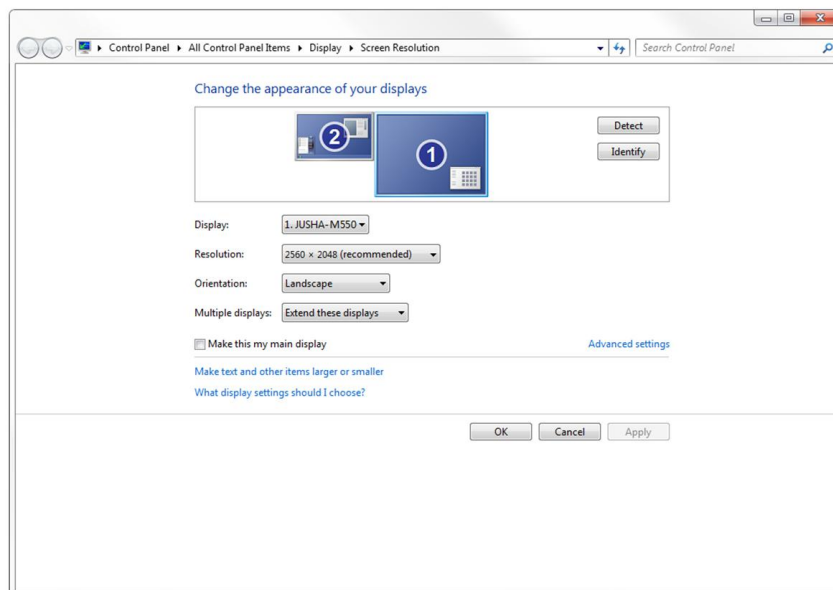 Control Panel ▸ All Control Panel Items ▸ Display ▸ Screen Resolution
Search Control Panel
Change the appearance of your displays
2
1
Detect
Identify
Display: 1. JUSHA-M550
Resolution: 2560 × 2048 (recommended)
Orientation: Landscape
Multiple displays: Extend these displays
Make this my main display
Advanced settings
Make text and other items larger or smaller
What display settings should I choose?
OK
Cancel
Apply